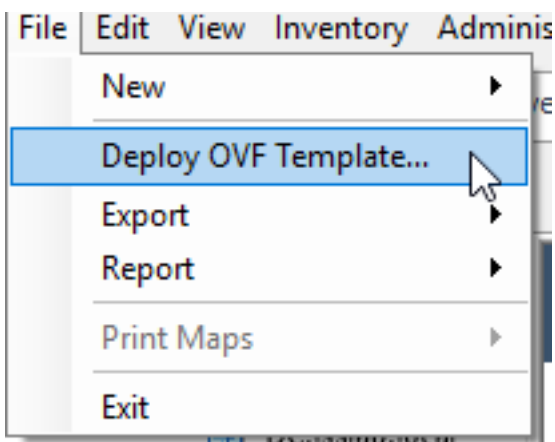 File Edit View Inventory
New
Deploy OVF Template...
Export
Report
Print Maps
Exit